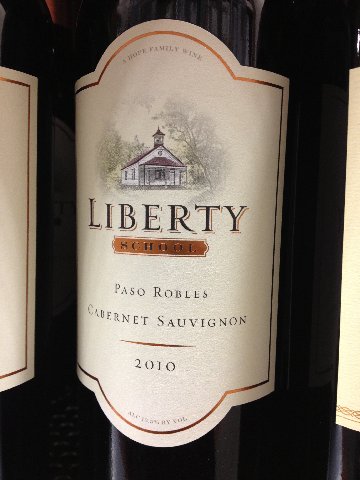 A HOPE FAMILY WINE
LIBERTY
SCHOOL
PASO ROBLES
CABERNET SAUVIGNON
2010